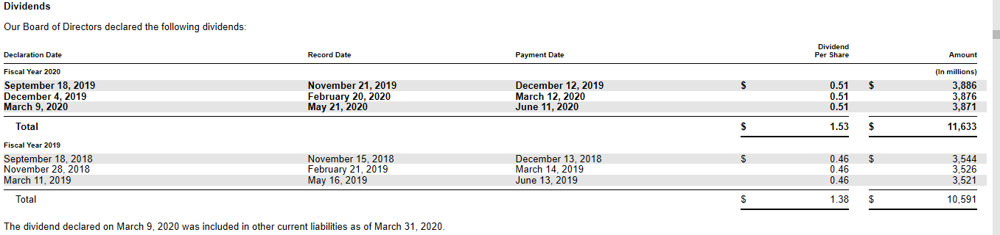 Dividends
Our Board of Directors declared the following dividends:
Dividend
Declaration Date Record Date Payment Date Per Share Amount
Fiscal Year 2020 (In millions)
September 18, 2019 November 21, 2019 December 12, 2019 $ 0.51 $ 3,886
December 4, 2019 February 20, 2020 March 12, 2020 0.51 3,876
March 9, 2020 May 21, 2020 June 11, 2020 0.51 3,871
Total $ 1.53 $ 11,633
Fiscal Year 2019
September 18, 2018 November 15, 2018 December 13, 2018 $ 0.46 $ 3,544
November 28, 2018 February 21, 2019 March 14, 2019 0.46 3,526
March 11, 2019 May 16, 2019 June 13, 2019 0.46 3,521
Total $ 1.38 $ 10,591
The dividend declared on March 9, 2020 was included in other current liabilities as of March 31, 2020.